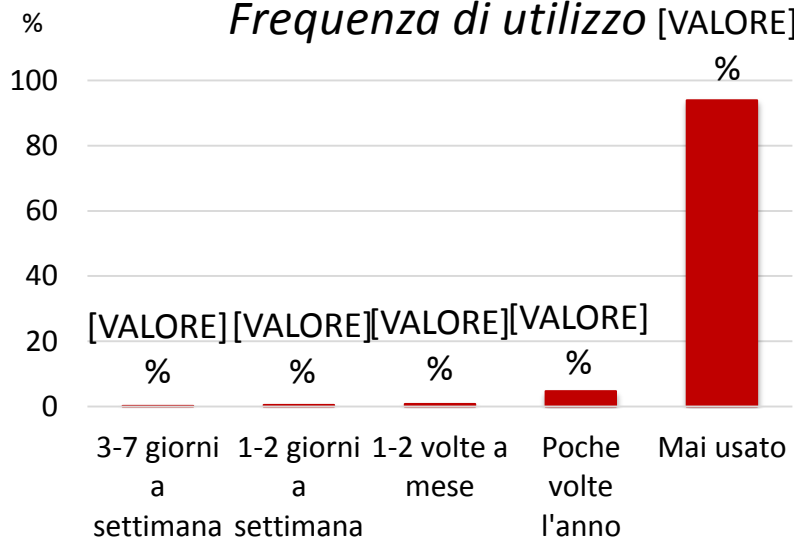 Frequenza di utilizzo [VALORE]
%
%
100
80
60
40
20
0
[VALORE] [VALORE] [VALORE] [VALORE]
% % % %
3-7 giorni 1-2 giorni 1-2 volte a Poche Mai usato
a a mese volte
settimana settimana l'anno